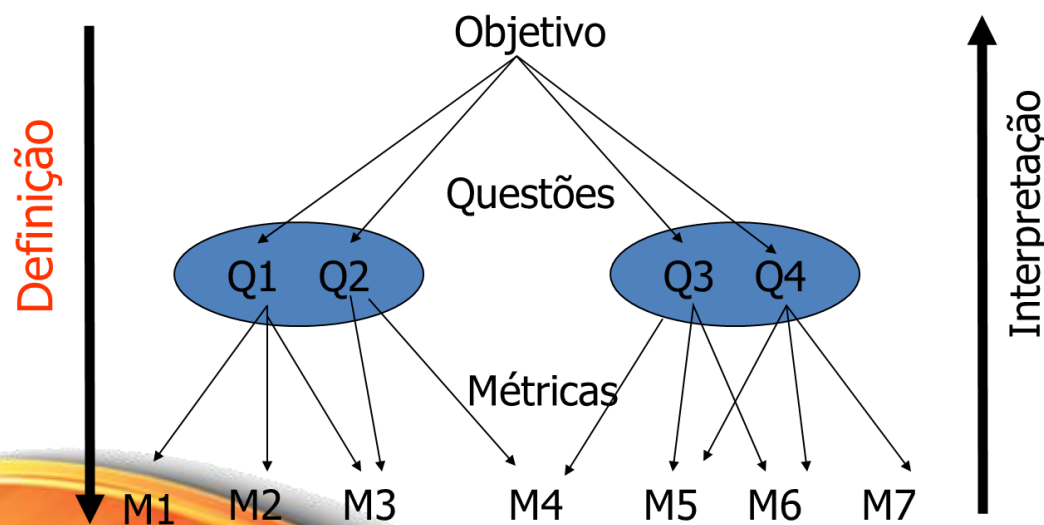 Objetivo
Definição
Interpretação
Questões
Q1 Q2 Q3 Q4
Métricas
M1 M2 M3 M4 M5 M6 M7